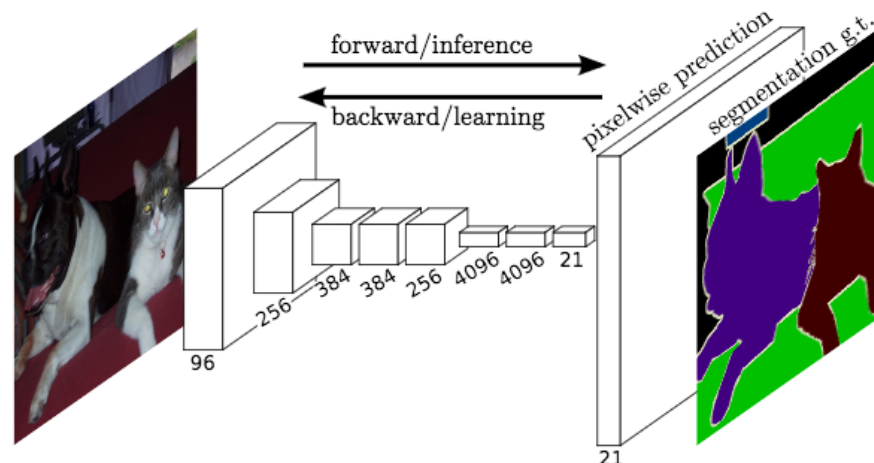 forward/inference
backward/learning
pixelwise prediction
segmentation g.t.
96
256
384
384
256
4096
4096
21
21